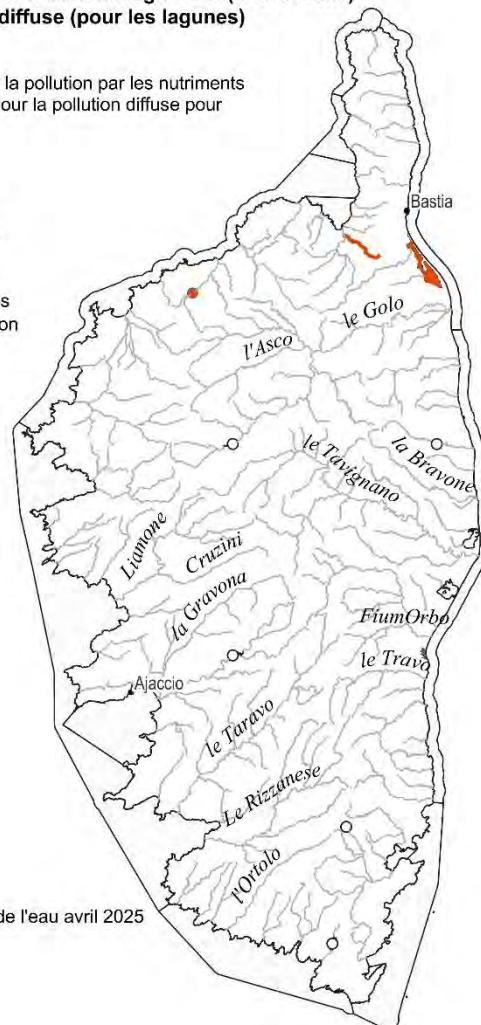 diffuse (pour les lagunes)
la pollution par les nutriments
our la pollution diffuse pour
s
on
Bastia
le Golo
l'Asco
la Bravone
le Tavignano
Liamone
Cruzini
la Gravona
FiumOrbo
le Travo
Ajaccio
le Taravo
Le Rizzanese
l'Ortolo
de l'eau avril 2025